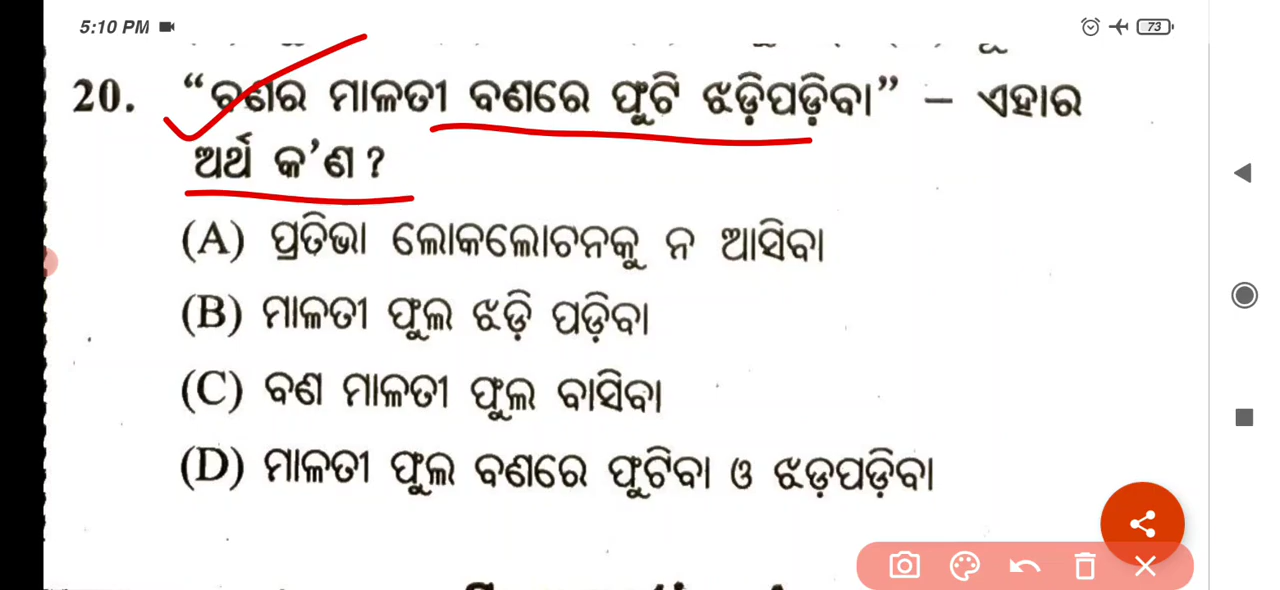 5:10 PM
73
20. “ବଣର ମାଳତୀ ବଣରେ ଫୁଟି ଝଡ଼ିପଡ଼ିବା” – ଏହାର
ଅର୍ଥ କ’ଣ ?
(A) ପ୍ରତିଭା ଲୋକଲୋଚନକୁ ନ ଆସିବା
(B) ମାଳତୀ ଫୁଲ ଝଡ଼ି ପଡ଼ିବା
(C) ବଣ ମାଳତୀ ଫୁଲ ବାସିବା
(D) ମାଳତୀ ଫୁଲ ବଣରେ ଫୁଟିବା ଓ ଝଡ଼ପଡ଼ିବା